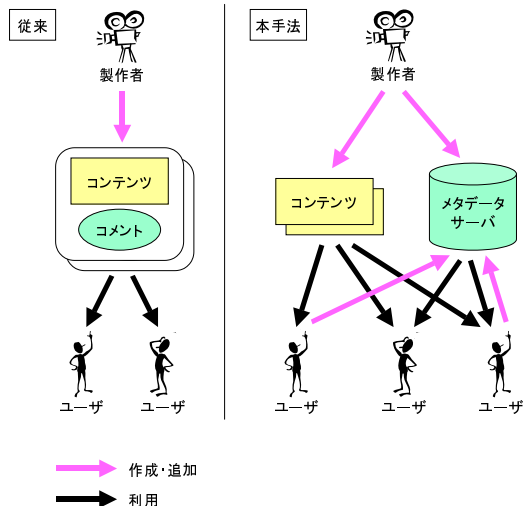 従来
製作者
コンテンツ
コメント
ユーザ
ユーザ
本手法
製作者
コンテンツ
メタデータ
サーバ
ユーザ
ユーザ
ユーザ
作成・追加
利用